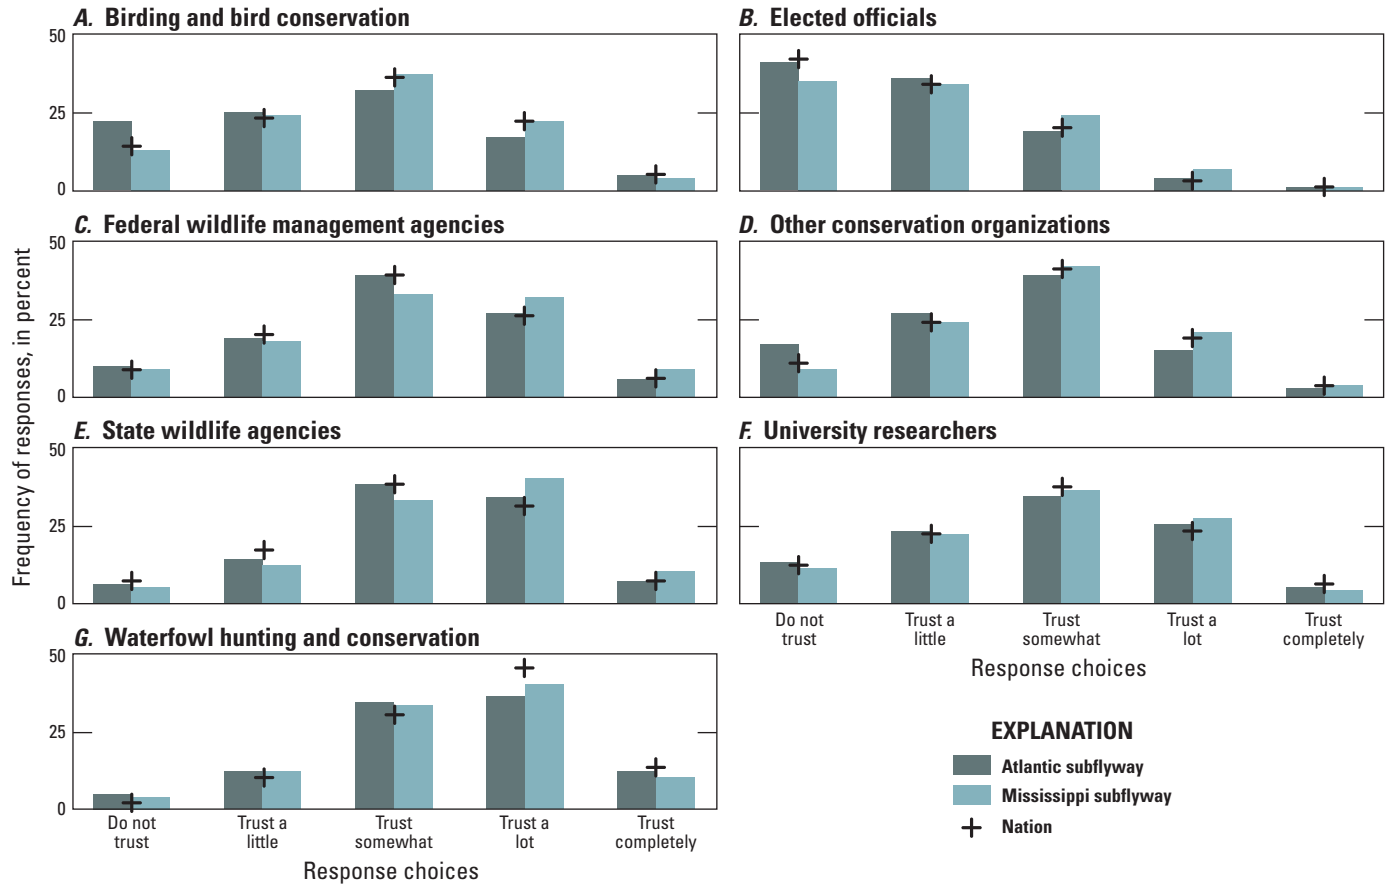 A. Birding and bird conservation
50
25
0
B. Elected officials
C. Federal wildlife management agencies
50
25
0
D. Other conservation organizations
E. State wildlife agencies
50
25
0
F. University researchers
Do not
trust
Trust a
little
Trust
somewhat
Trust a
lot
Trust
completely
Response choices
G. Waterfowl hunting and conservation
50
25
0
Do not
trust
Trust a
little
Trust
somewhat
Trust a
lot
Trust
completely
Response choices
Frequency of responses, in percent
EXPLANATION
Atlantic subflyway
Mississippi subflyway
Nation